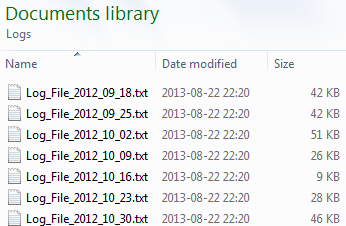 Documents library
Logs
Name Date modified Size
Log_File_2012_09_18.txt 2013-08-22 22:20 42 KB
Log_File_2012_09_25.txt 2013-08-22 22:20 42 KB
Log_File_2012_10_02.txt 2013-08-22 22:20 51 KB
Log_File_2012_10_09.txt 2013-08-22 22:20 26 KB
Log_File_2012_10_16.txt 2013-08-22 22:20 9 KB
Log_File_2012_10_23.txt 2013-08-22 22:20 28 KB
Log_File_2012_10_30.txt 2013-08-22 22:20 46 KB